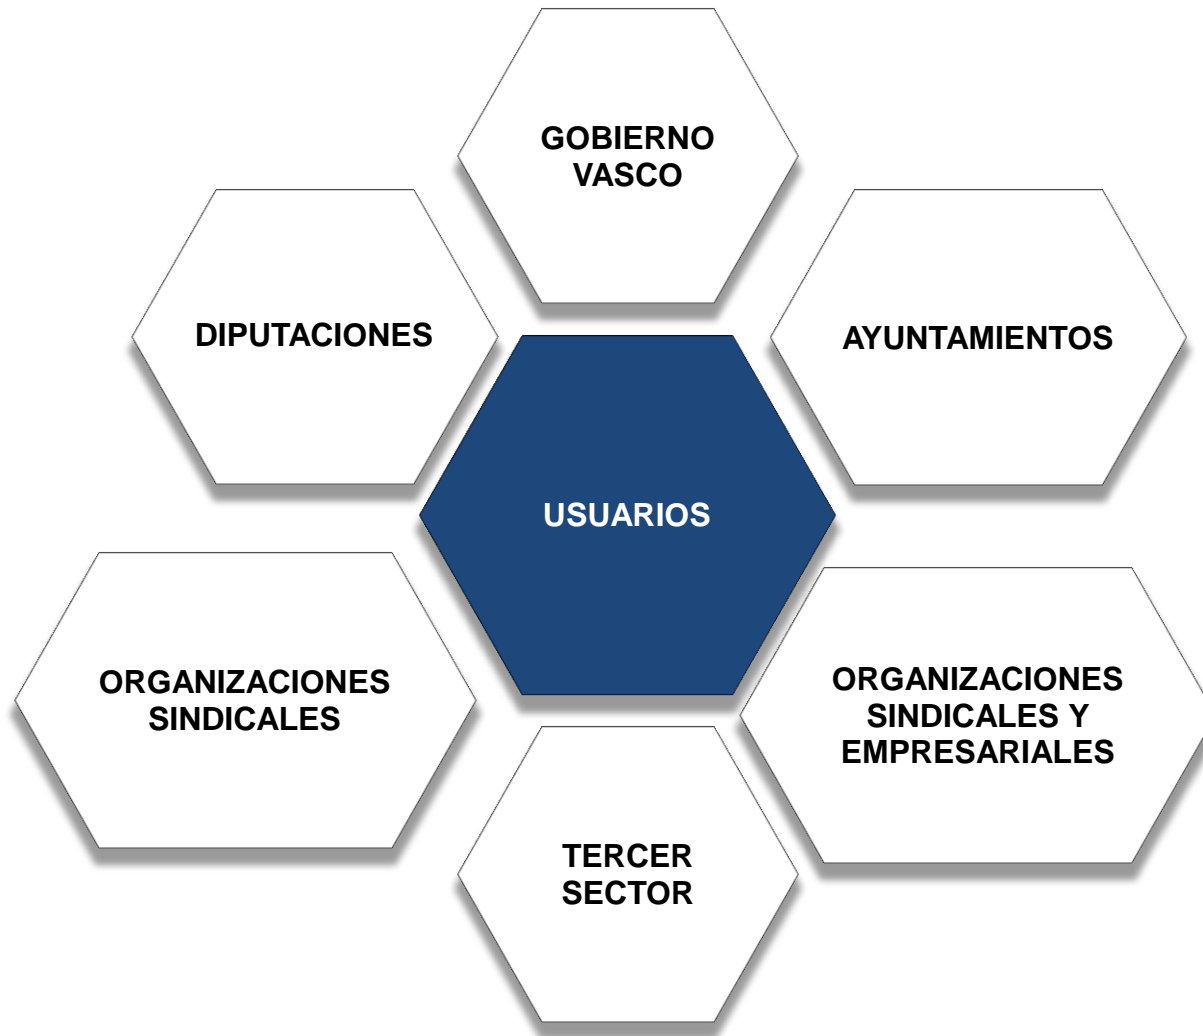 GOBIERNO
VASCO
DIPUTACIONES
AYUNTAMIENTOS
USUARIOS
ORGANIZACIONES
SINDICALES
ORGANIZACIONES
SINDICALES Y
EMPRESARIALES
TERCER
SECTOR